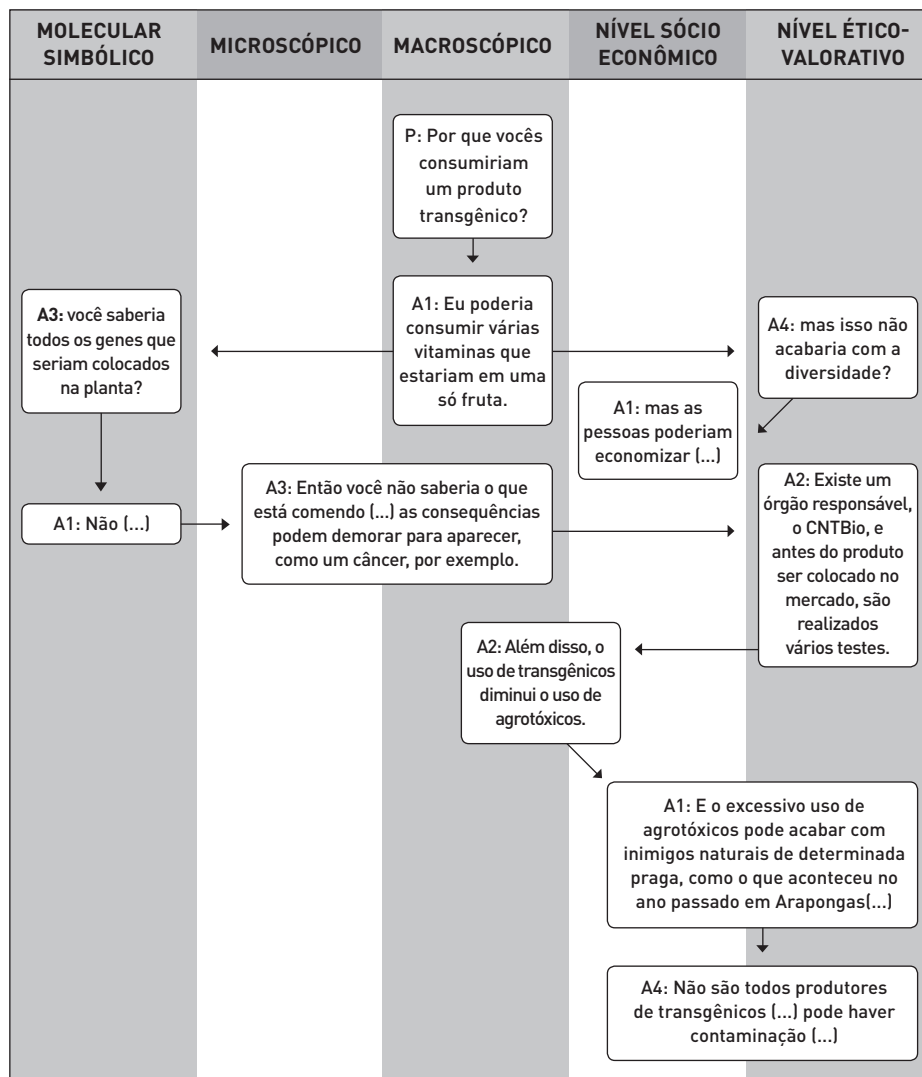 MOLECULAR
SIMBÓLICO
MICROSCÓPICO
MACROSCÓPICO
NÍVEL SÓCIO
ECONÔMICO
NÍVEL ÉTICO-
VALORATIVO
P: Por que vocês
consumiriam
um produto
transgênico?
A1: Eu poderia
consumir várias
vitaminas que
estariam em uma
só fruta.
A3: você saberia
todos os genes que
seriam colocados
na planta?
A4: mas isso não
acabaria com a
diversidade?
A1: mas as
pessoas poderiam
economizar (...)
A1: Não (...)
A3: Então você não saberia o que
está comendo (...) as consequências
podem demorar para aparecer,
como um câncer, por exemplo.
A2: Existe um
órgão responsável,
o CNTBio, e
antes do produto
ser colocado no
mercado, são
realizados
vários testes.
A2: Além disso, o
uso de transgênicos
diminui o uso de
agrotóxicos.
A1: E o excessivo uso de
agrotóxicos pode acabar com
inimigos naturais de determinada
praga, como o que aconteceu no
ano passado em Arapongas(...)
A4: Não são todos produtores
de transgênicos (...) pode haver
contaminação (...)